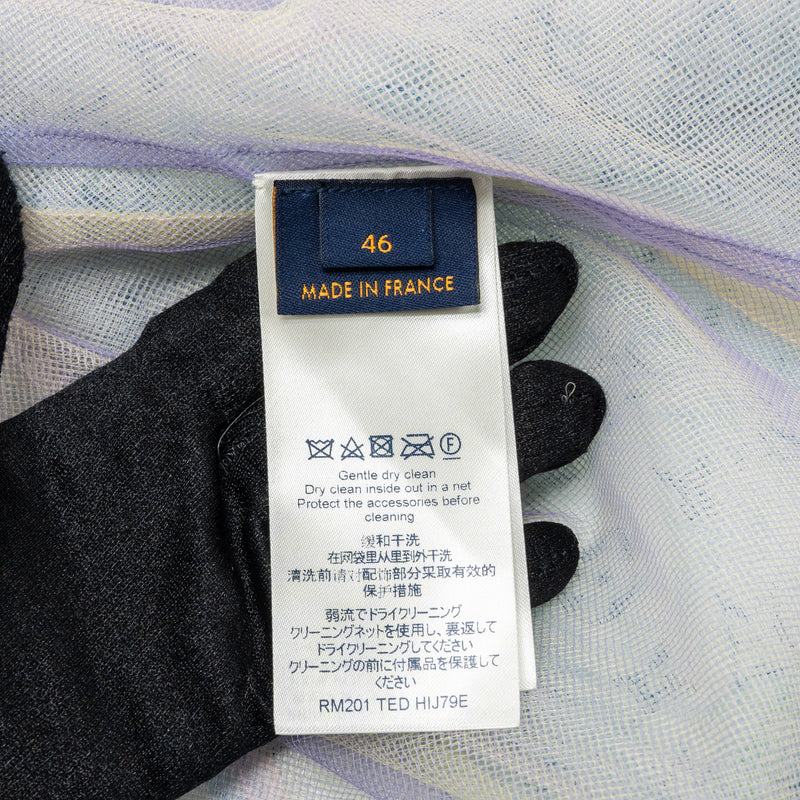 46
MADE IN FRANCE
F
Gentle dry clean
Dry clean inside out in a net
Protect the accessories before
cleaning
缓和干洗
在网袋里从里到外干洗
清洗前请对配饰部分采取有效的
保护措施
弱流でドライクリーニング
クリーニングネットを使用し、裏返して
ドライクリーニングしてください
クリーニングの前に付属品を保護して
ください
RM201 TED HIJ79E